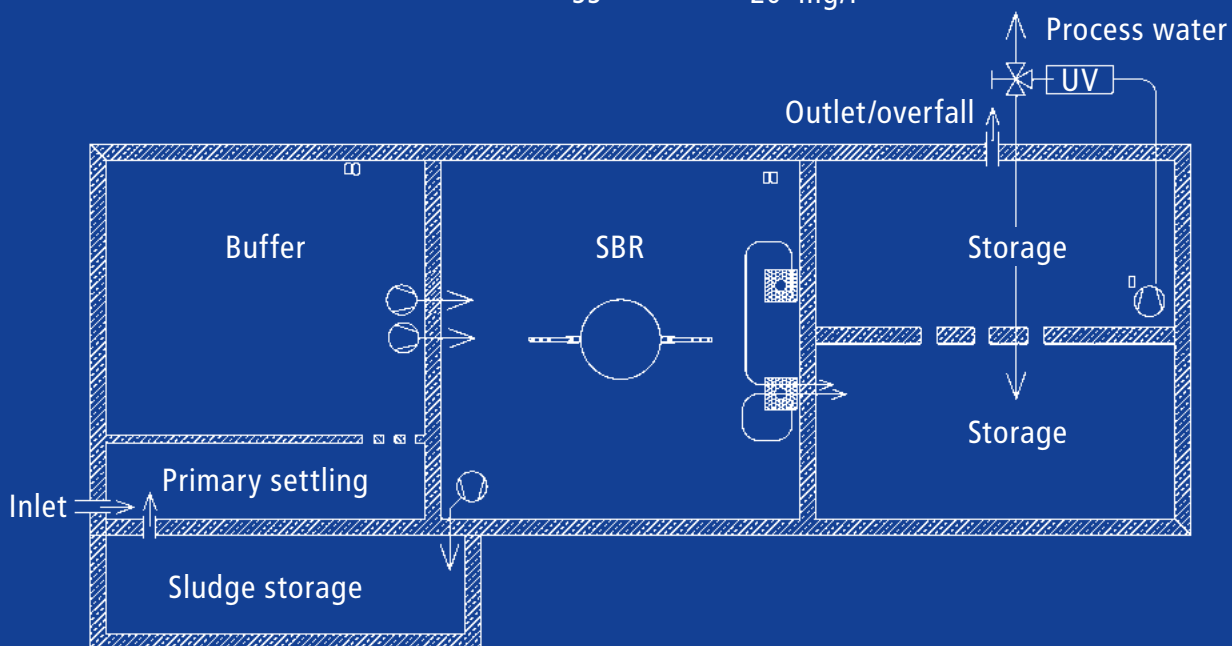 Process water
UV
Outlet/overfall
Buffer
SBR
Storage
Storage
Primary settling
Inlet
Sludge storage